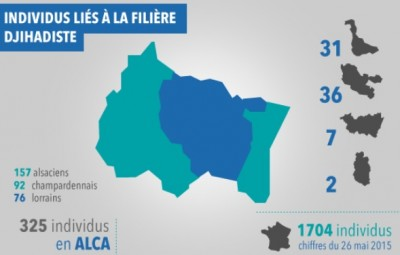 INDIVIDUS LIÉS À LA FILIÈRE
DJIHADISTE
31
36
7
2
157 alsaciens
92 champardennais
76 lorrains
325 individus
en ALCA
1704 individus
chiffres du 26 mai 2015